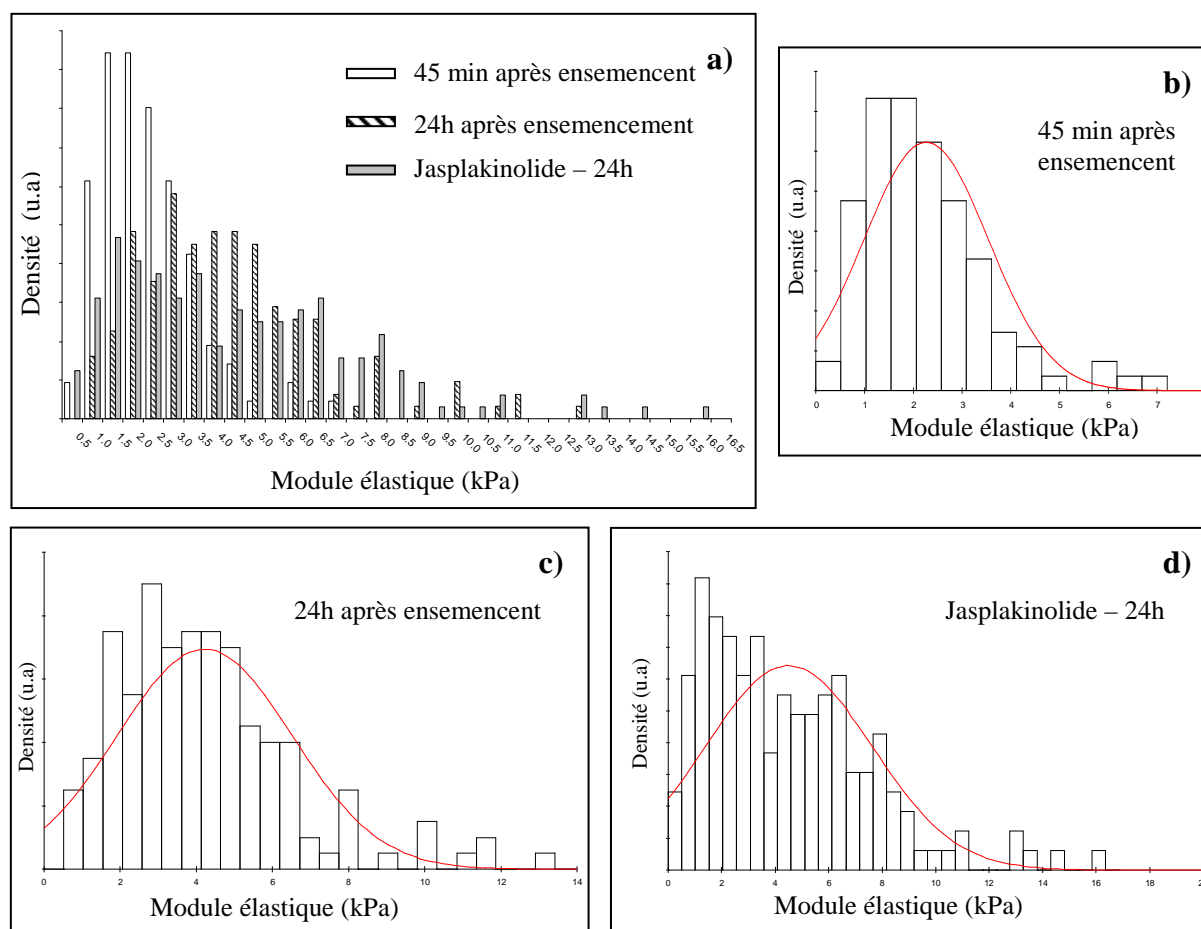 a)
45 min après ensemencent
24h après ensemencement
Jasplakinolide – 24h
Densité (u.a)
0.5 1.0 1.5 2.0 2.5 3.0 3.5 4.0 4.5 5.0 5.5 6.0 6.5 7.0 7.5 8.0 8.5 9.0 9.5 10.0 10.5 11.0 11.5 12.0 12.5 13.0 13.5 14.0 14.5 15.0 15.5 16.0 16.5
Module élastique (kPa)
b)
45 min après
ensemencent
Densité (u.a)
0 1 2 3 4 5 6 7
Module élastique (kPa)
c)
24h après ensemencent
Densité (u.a)
0 2 4 6 8 10 12 14
Module élastique (kPa)
d)
Jasplakinolide – 24h
Densité (u.a)
0 2 4 6 8 10 12 14 16 18
Module élastique (kPa)